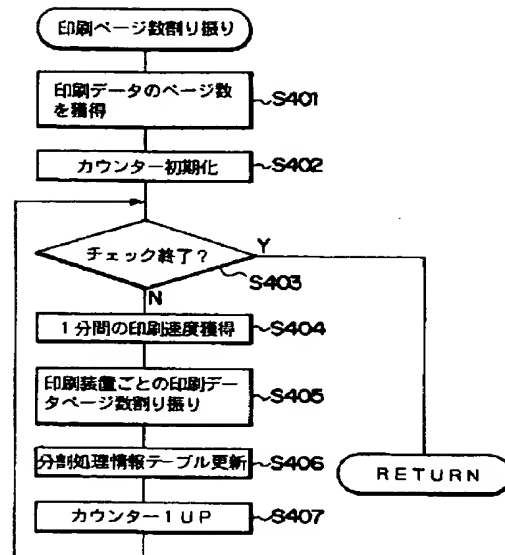 印刷ページ数割り振り
印刷データのページ数
を獲得
S401
カウンター初期化
S402
チェック終了？
Y
S403
N
1分間の印刷速度獲得
S404
印刷装置ごとの印刷デー
タページ数割り振り
S405
分割処理情報テーブル更新
S406
RETURN
カウンター1UP
S407